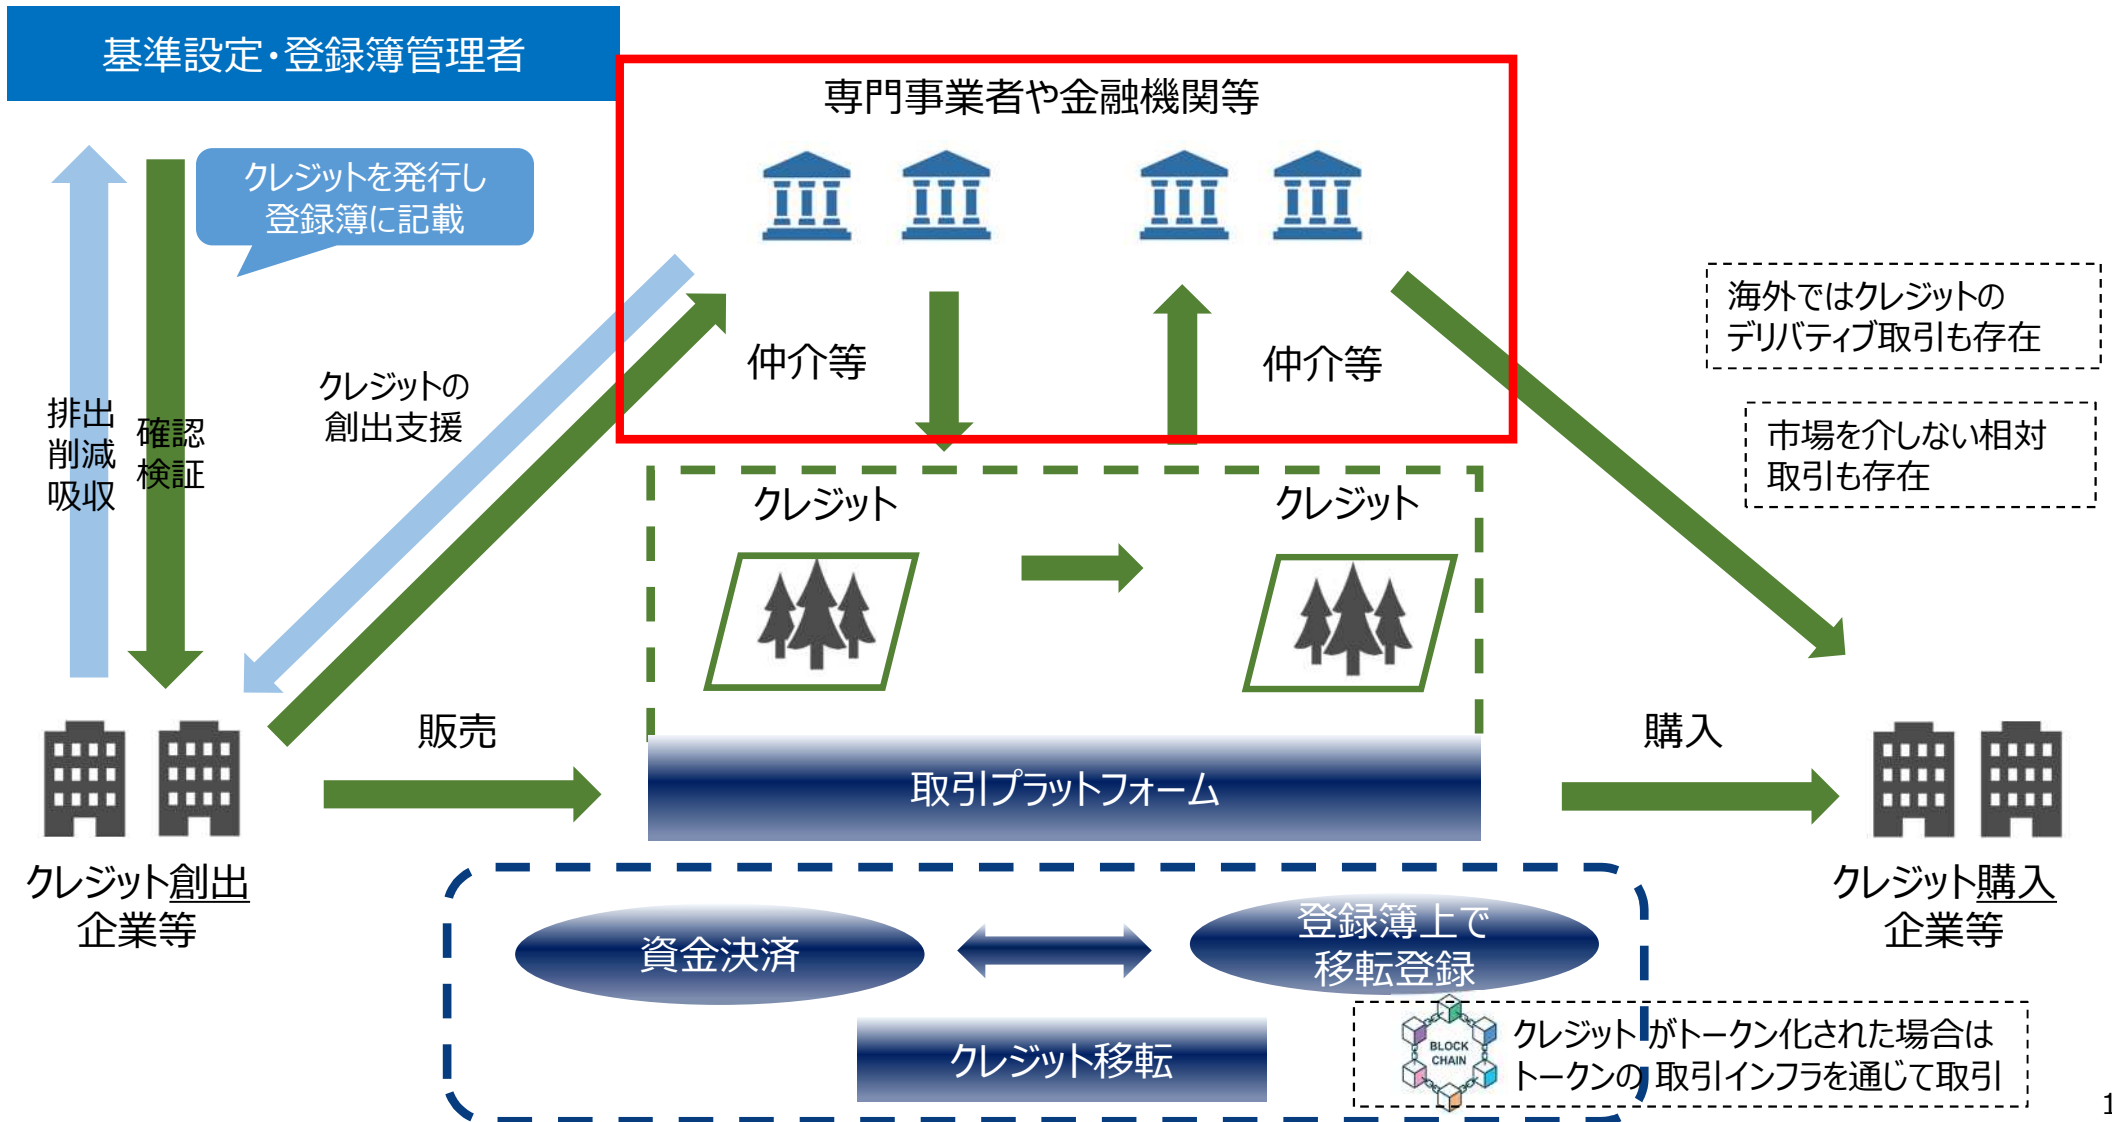 基準設定・登録簿管理者
専門事業者や金融機関等
クレジットを発行し
登録簿に記載
海外ではクレジットの
デリバティブ取引も存在
仲介等
仲介等
クレジットの
創出支援
排出
削減
吸収
確認
検証
市場を介しない相対
取引も存在
クレジット
クレジット
販売
購入
取引プラットフォーム
クレジット創出
企業等
クレジット購入
企業等
資金決済
登録簿上で
移転登録
クレジット移転
BLOCK
CHAIN
クレジット がトークン化された場合は
トークンの 取引インフラを通じて取引
1